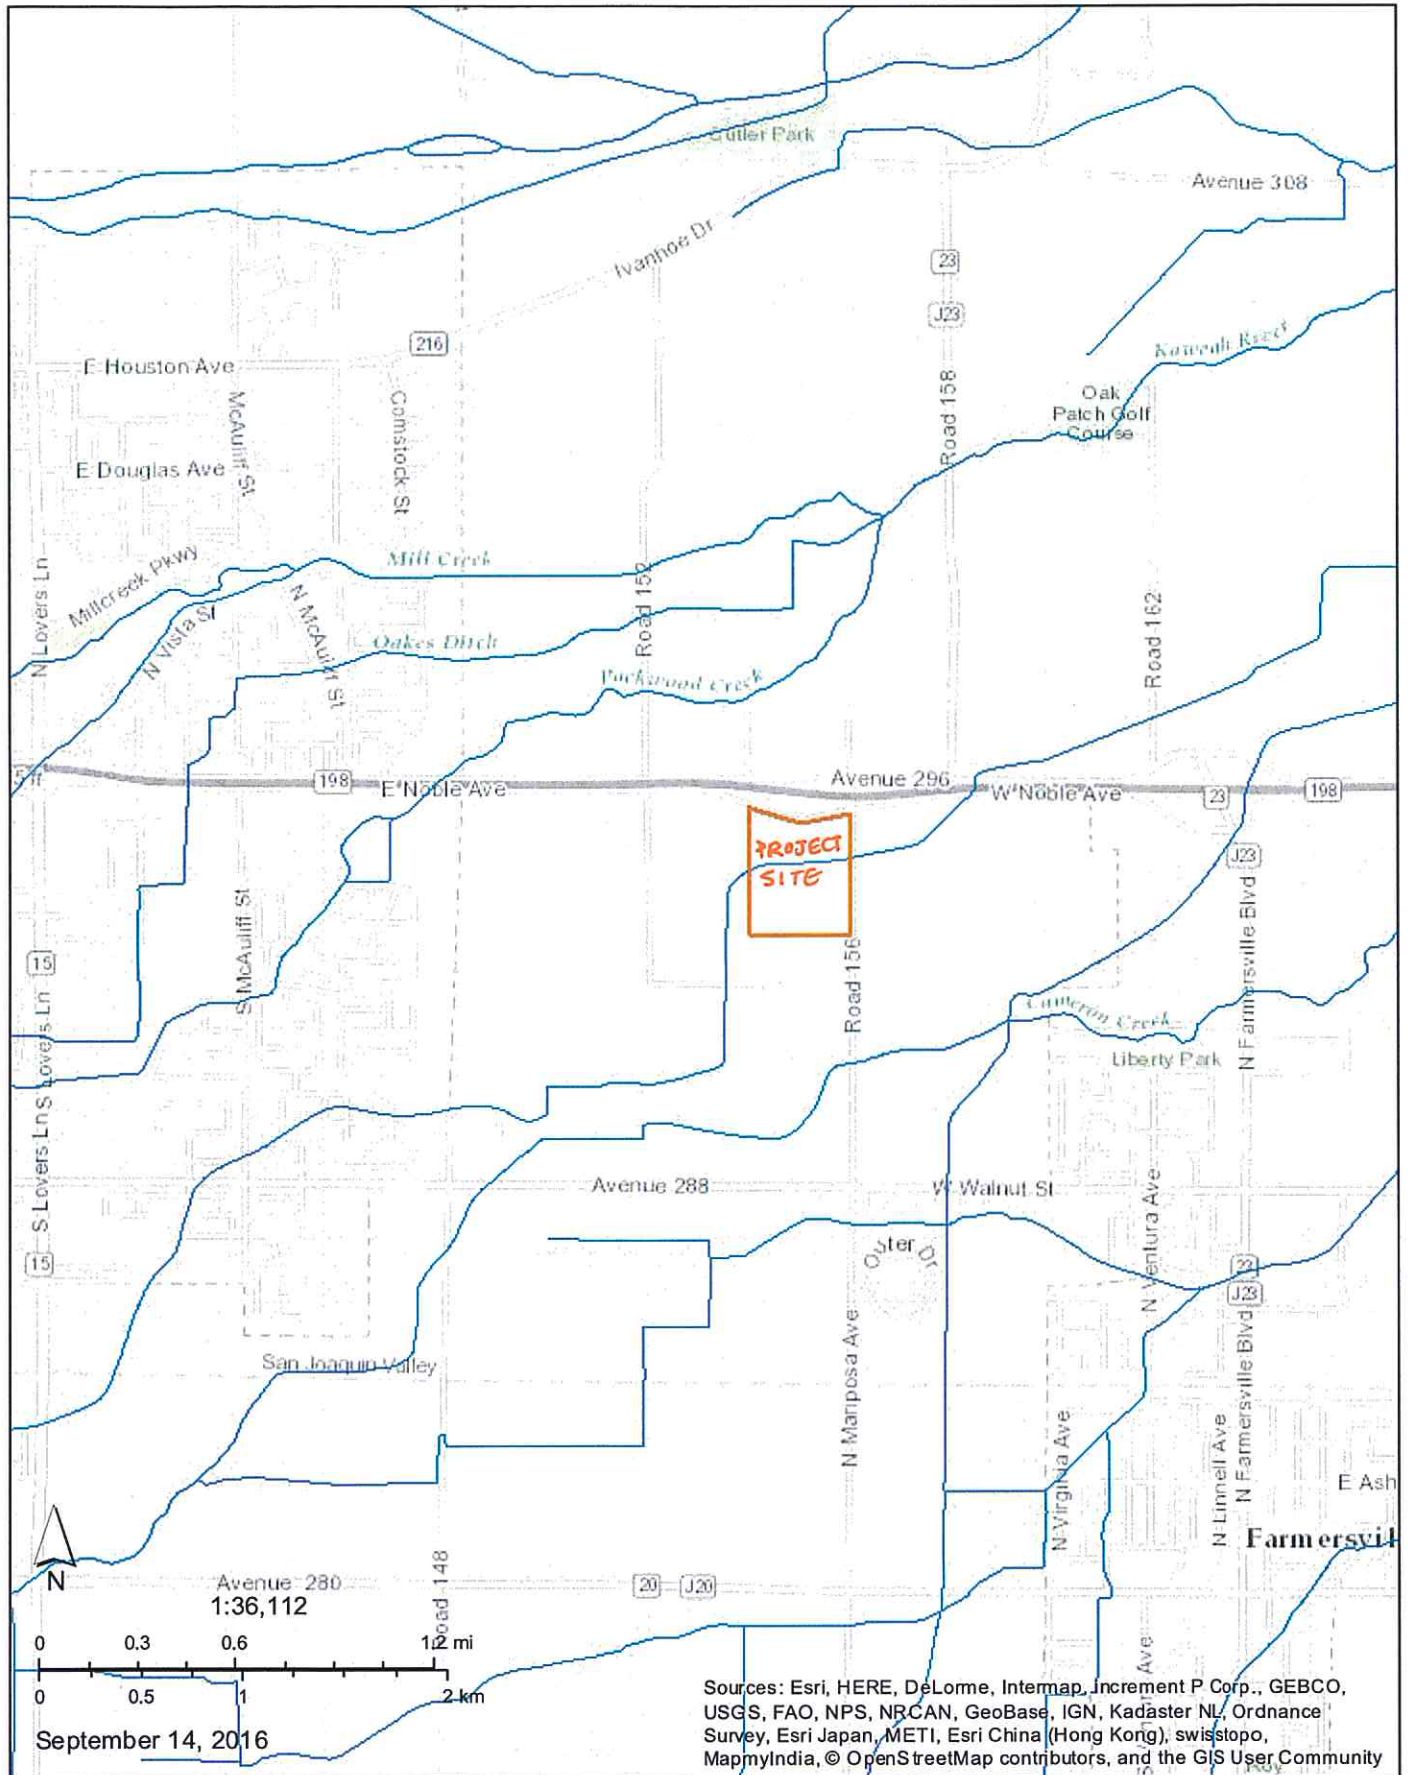 Cutler Park
Avenue 308
Ivanhoe Dr
23
J23
216
E Houston Ave
Kaweah River
McAuliff St
Comstock St
Road 158
Oak
Patch Golf
Course
E Douglas Ave
Mill Creek
Millcreek Pkwy
N Lovers Ln
N Vista St
N McAuliff St
Road 152
Road 162
Oakes Ditch
Packwood Creek
198
E Noble Ave
Avenue 296
W Noble Ave
23
198
PROJECT
SITE
J23
S McAuliff St
N Farmersville Blvd
15
Road 156
S Lovers Ln
Cameron Creek
Liberty Park
S Lovers Ln
Avenue 288
W Walnut St
N Ventura Ave
Outer Dr
15
23
J23
San Joaquin Valley
N Mariposa Ave
N Farmersville Blvd
N Virginia Ave
N Linnell Ave
E Ash
Farmersvil
N
Avenue 280
20
J20
Road 148
1:36,112
0 0.3 0.6 1.2 mi
0 0.5 1 2 km
September 14, 2016
Sources: Esri, HERE, DeLorme, Intermap, increment P Corp., GEBCO,
USGS, FAO, NPS, NRCAN, GeoBase, IGN, Kadaster NL, Ordnance
Survey, Esri Japan, METI, Esri China (Hong Kong), swisstopo,
MapmyIndia, © OpenStreetMap contributors, and the GIS User Community